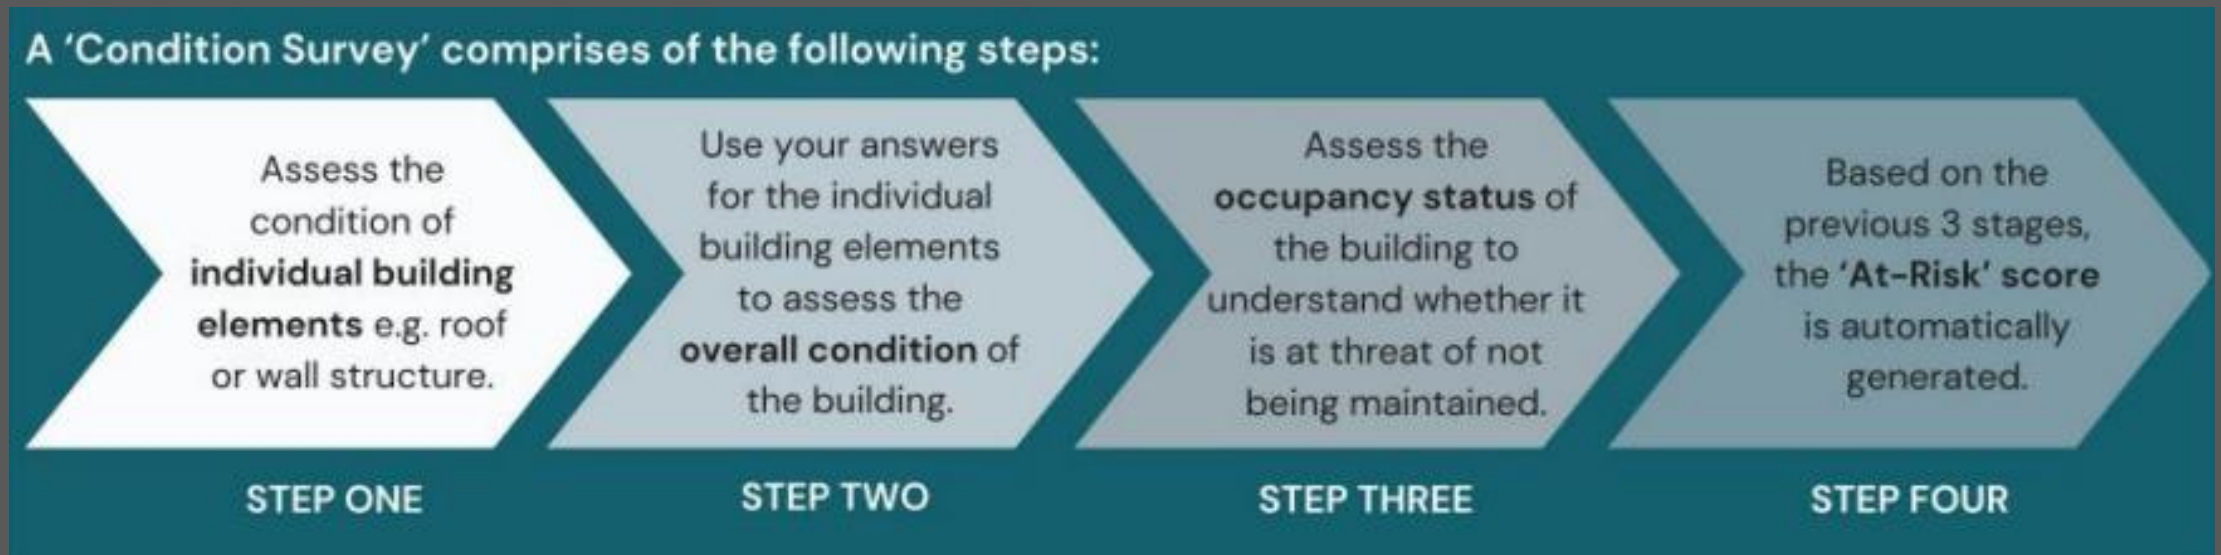 A ‘Condition Survey’ comprises of the following steps:
Assess the
condition of
individual building
elements e.g. roof
or wall structure.
STEP ONE
Use your answers
for the individual
building elements
to assess the
overall condition of
the building.
STEP TWO
Assess the
occupancy status of
the building to
understand whether it
is at threat of not
being maintained.
STEP THREE
Based on the
previous 3 stages,
the ‘At-Risk’ score
is automatically
generated.
STEP FOUR